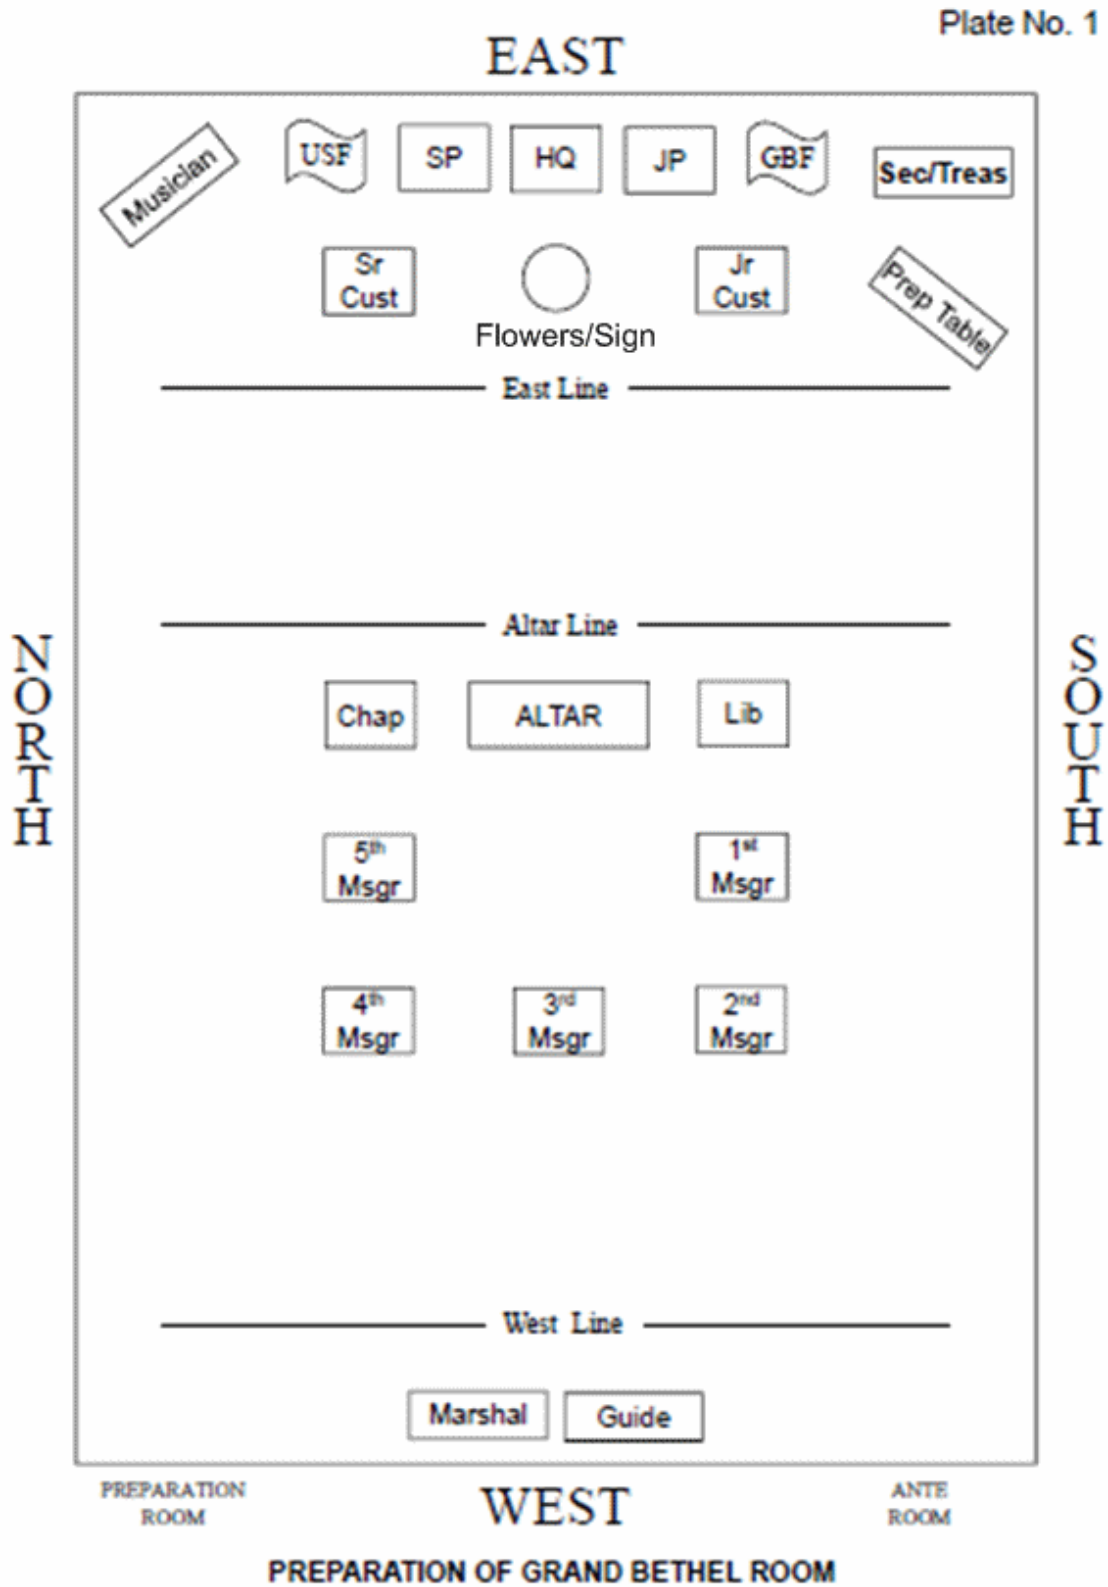 Plate No. 1
EAST
Musician
USF
SP
HQ
JP
GBF
Sec/Treas
Sr
Cust
Flowers/Sign
Jr
Cust
Prep Table
East Line
Altar Line
NORTH
SOUTH
Chap
ALTAR
Lib
5th
Msgr
1st
Msgr
4th
Msgr
3rd
Msgr
2nd
Msgr
West Line
Marshal
Guide
PREPARATION
ROOM
WEST
ANTE
ROOM
PREPARATION OF GRAND BETHEL ROOM